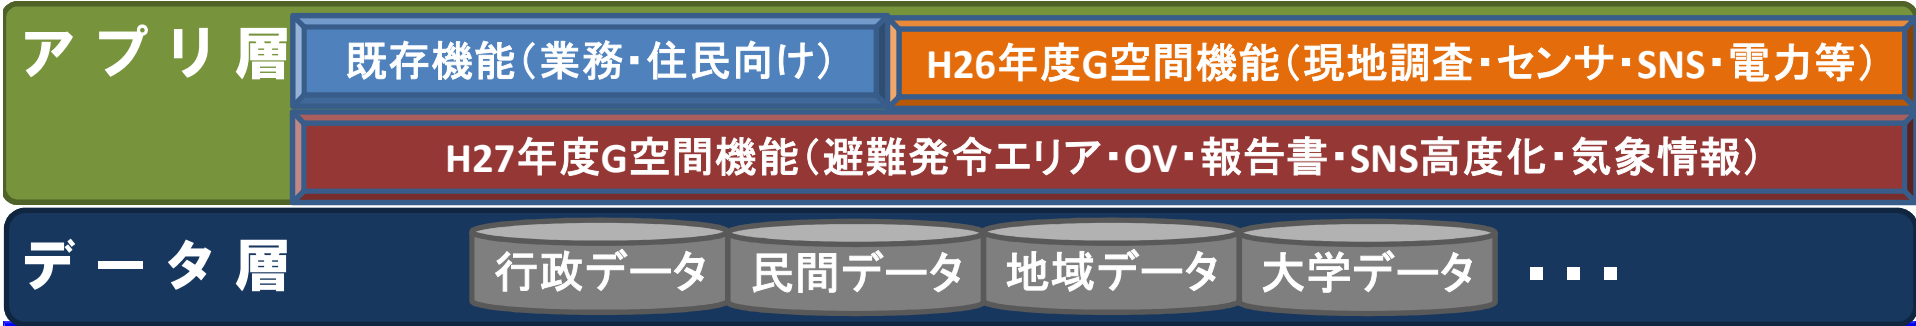 アプリ層
既存機能（業務・住民向け）
H26年度G空間機能（現地調査・センサ・SNS・電力等）
H27年度G空間機能（避難発令エリア・OV・報告書・SNS高度化・気象情報）
データ層
行政データ
民間データ
地域データ
大学データ
・・・